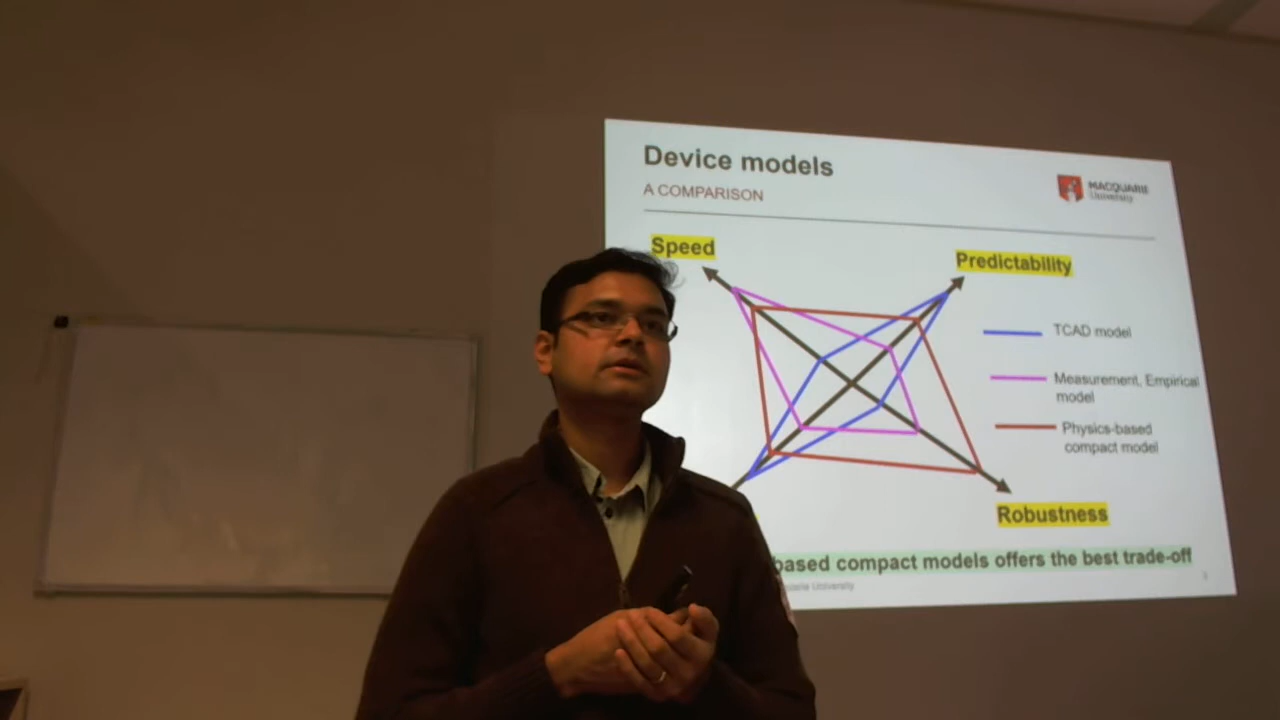 Device models
A COMPARISON
MACQUARIE
University
Speed
Predictability
TCAD model
Measurement, Empirical
model
Physics-based
compact model
Robustness
based compact models offers the best trade-off
University